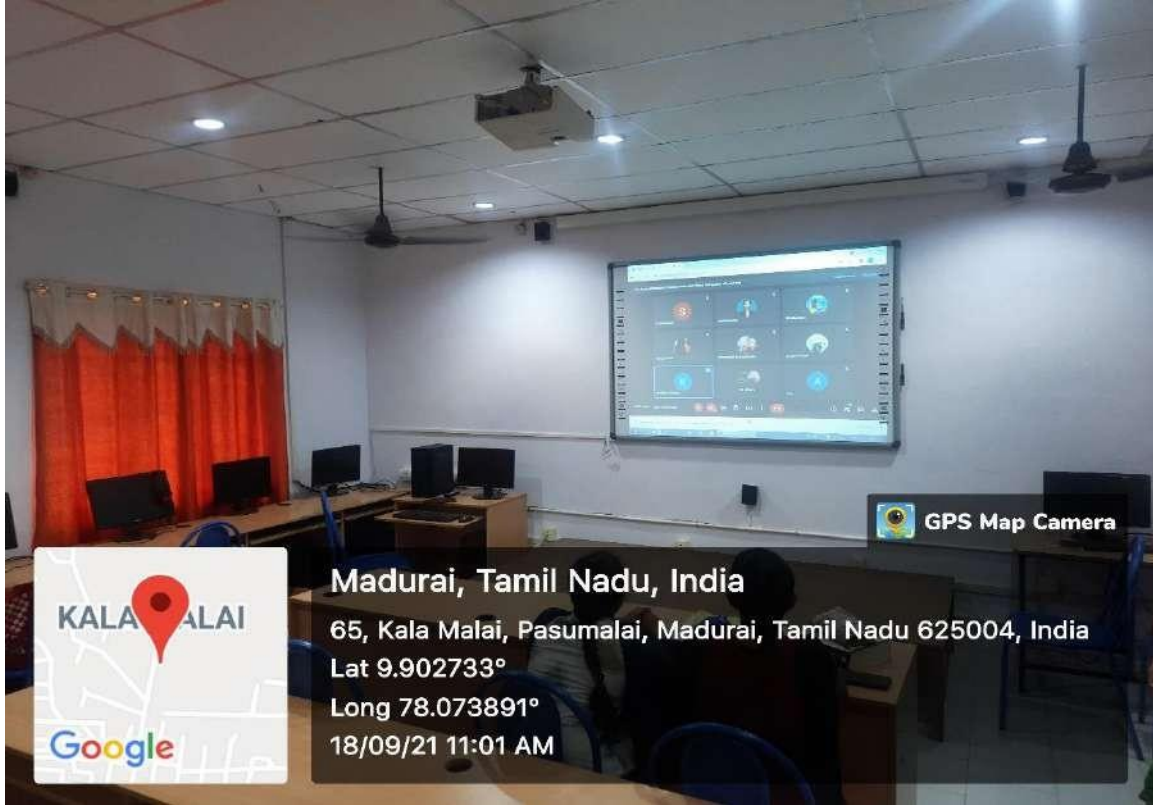 GPS Map Camera
KALA ALAI
Google
Madurai, Tamil Nadu, India
65, Kala Malai, Pasumalai, Madurai, Tamil Nadu 625004, India
Lat 9.902733°
Long 78.073891°
18/09/21 11:01 AM